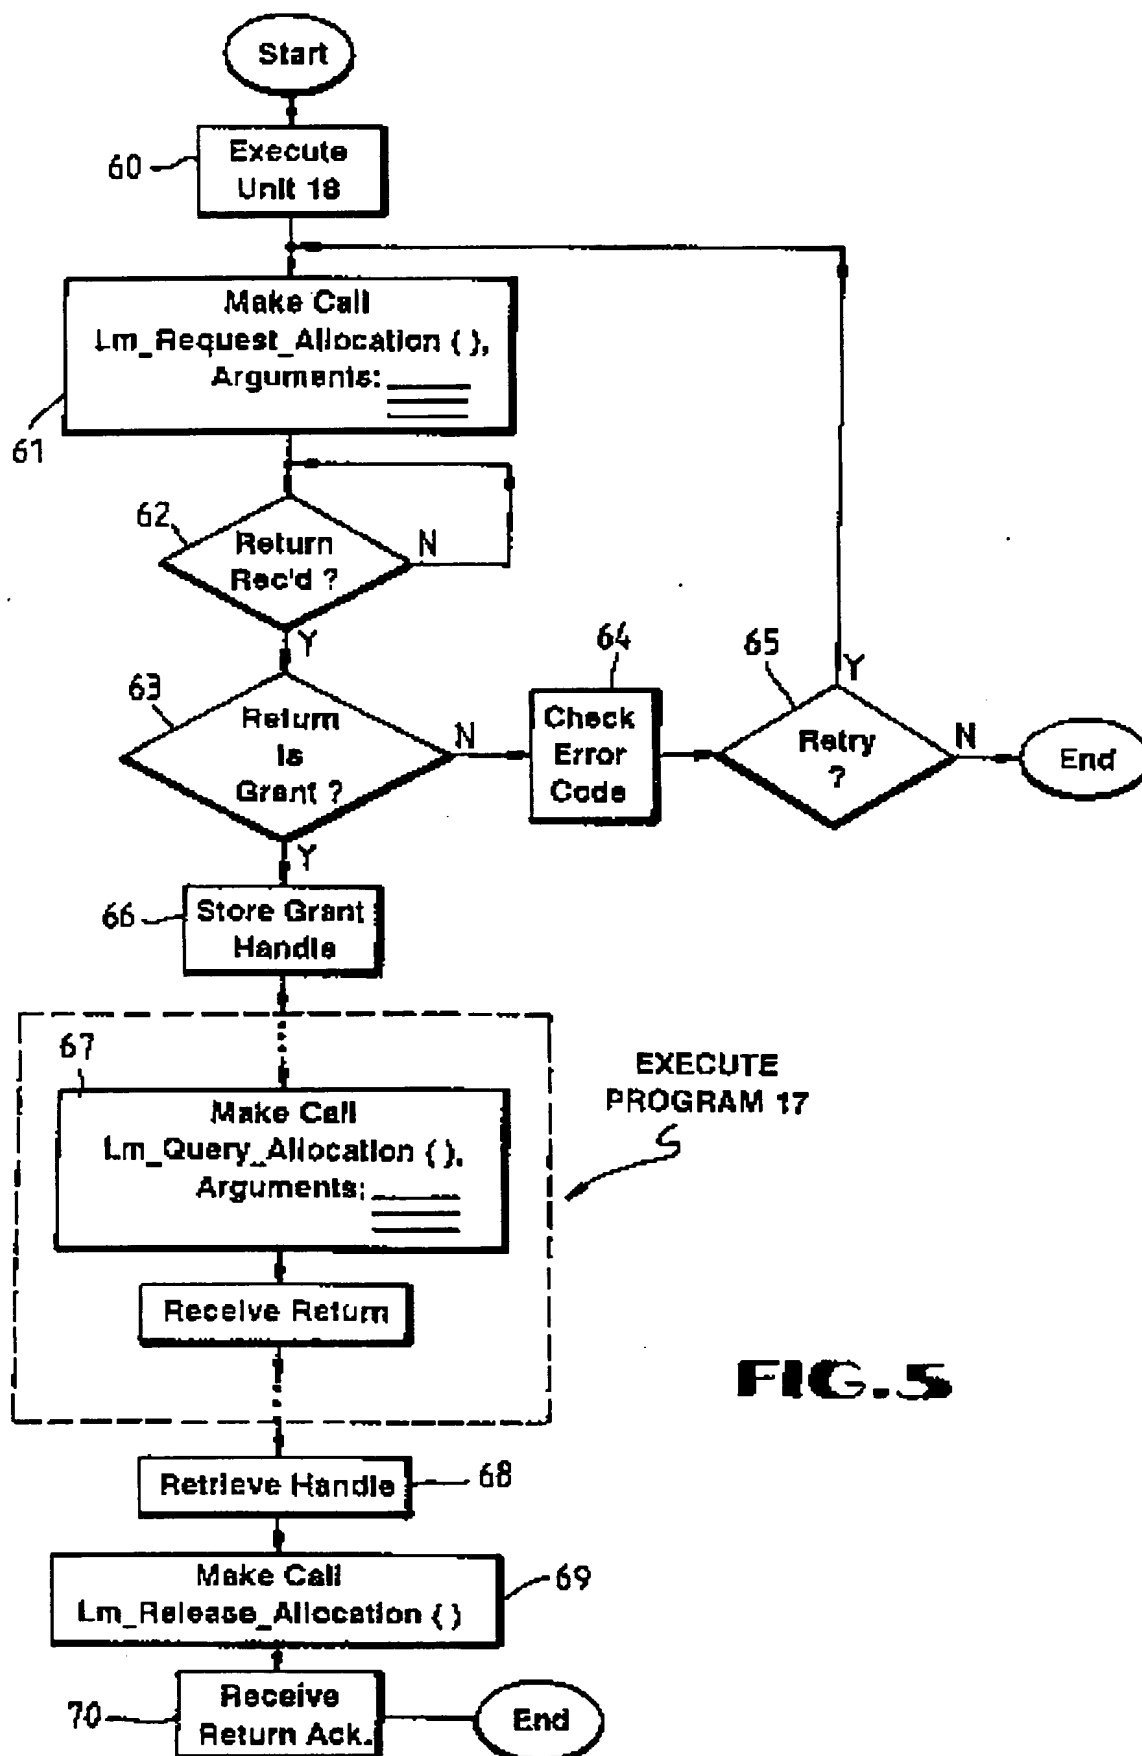 Start
60
Execute
Unit 18
Make Call
Lm_Request_Allocation ( ),
Arguments:
61
62
Return
Rec'd ?
N
Y
63
Return
Is
Grant ?
N
64
Check
Error
Code
65
Y
Retry
?
N
End
Y
66
Store Grant
Handle
67
Make Call
Lm_Query_Allocation ( ),
Arguments:
EXECUTE
PROGRAM 17
Receive Return
FIG.5
Retrieve Handle
68
Make Call
Lm_Release_Allocation ( )
69
70
Receive
Return Ack.
End